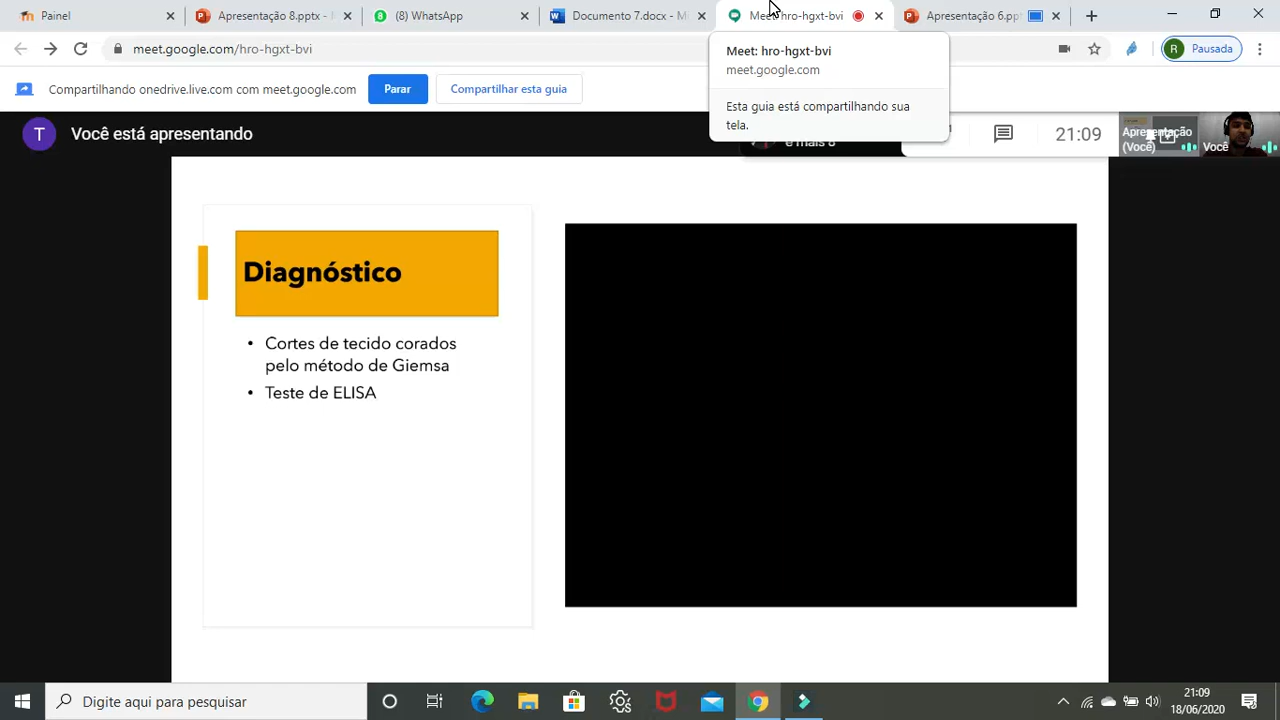 Painel
Apresentação 8.pptx - 
(8) WhatsApp
Documento 7.docx - M
Meet hro-hgxt-bvi
Apresentação 6.pp
meet.google.com/hro-hgxt-bvi
R Pausada
Meet: hro-hgxt-bvi
meet.google.com
Esta guia está compartilhando sua
tela.
Compartilhando onedrive.live.com com meet.google.com
Parar
Compartilhar esta guia
T Você está apresentando
e mais 8
21:09
Apresentação
(Você)
Você
Diagnóstico
• Cortes de tecido corados
pelo método de Giemsa
• Teste de ELISA
Digite aqui para pesquisar
21:09
18/06/2020